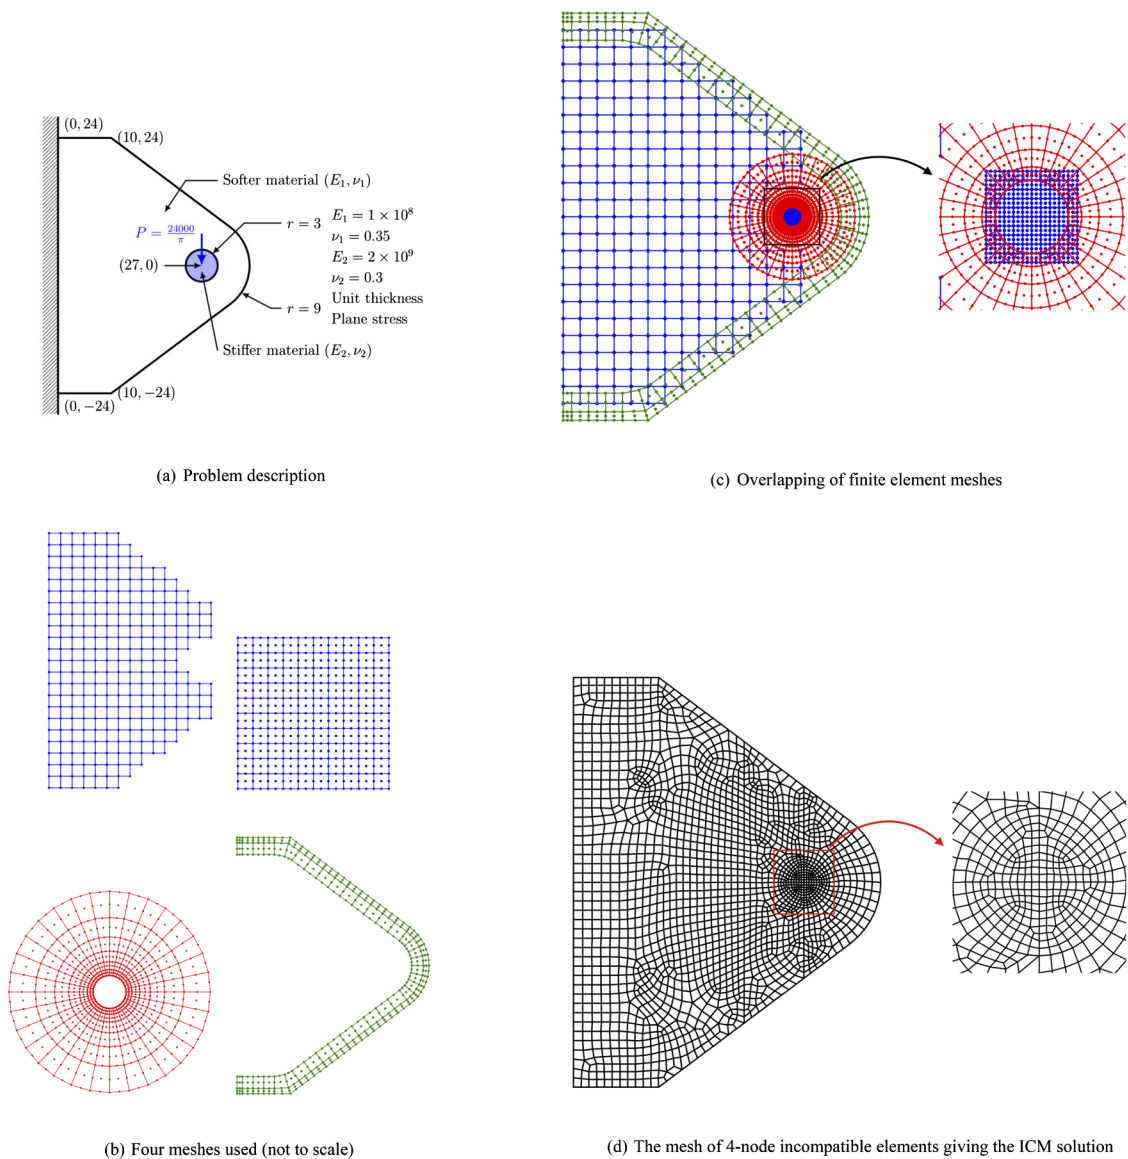 (0, 24)
(10, 24)
Softer material (E₁, ν₁)
P = 24000/π
r = 3
E₁ = 1 × 10⁸
ν₁ = 0.35
E₂ = 2 × 10⁹
ν₂ = 0.3
(27, 0)
Unit thickness
r = 9
Plane stress
Stiffer material (E₂, ν₂)
(10, −24)
(0, −24)
(a) Problem description
(c) Overlapping of finite element meshes
(b) Four meshes used (not to scale)
(d) The mesh of 4-node incompatible elements giving the ICM solution